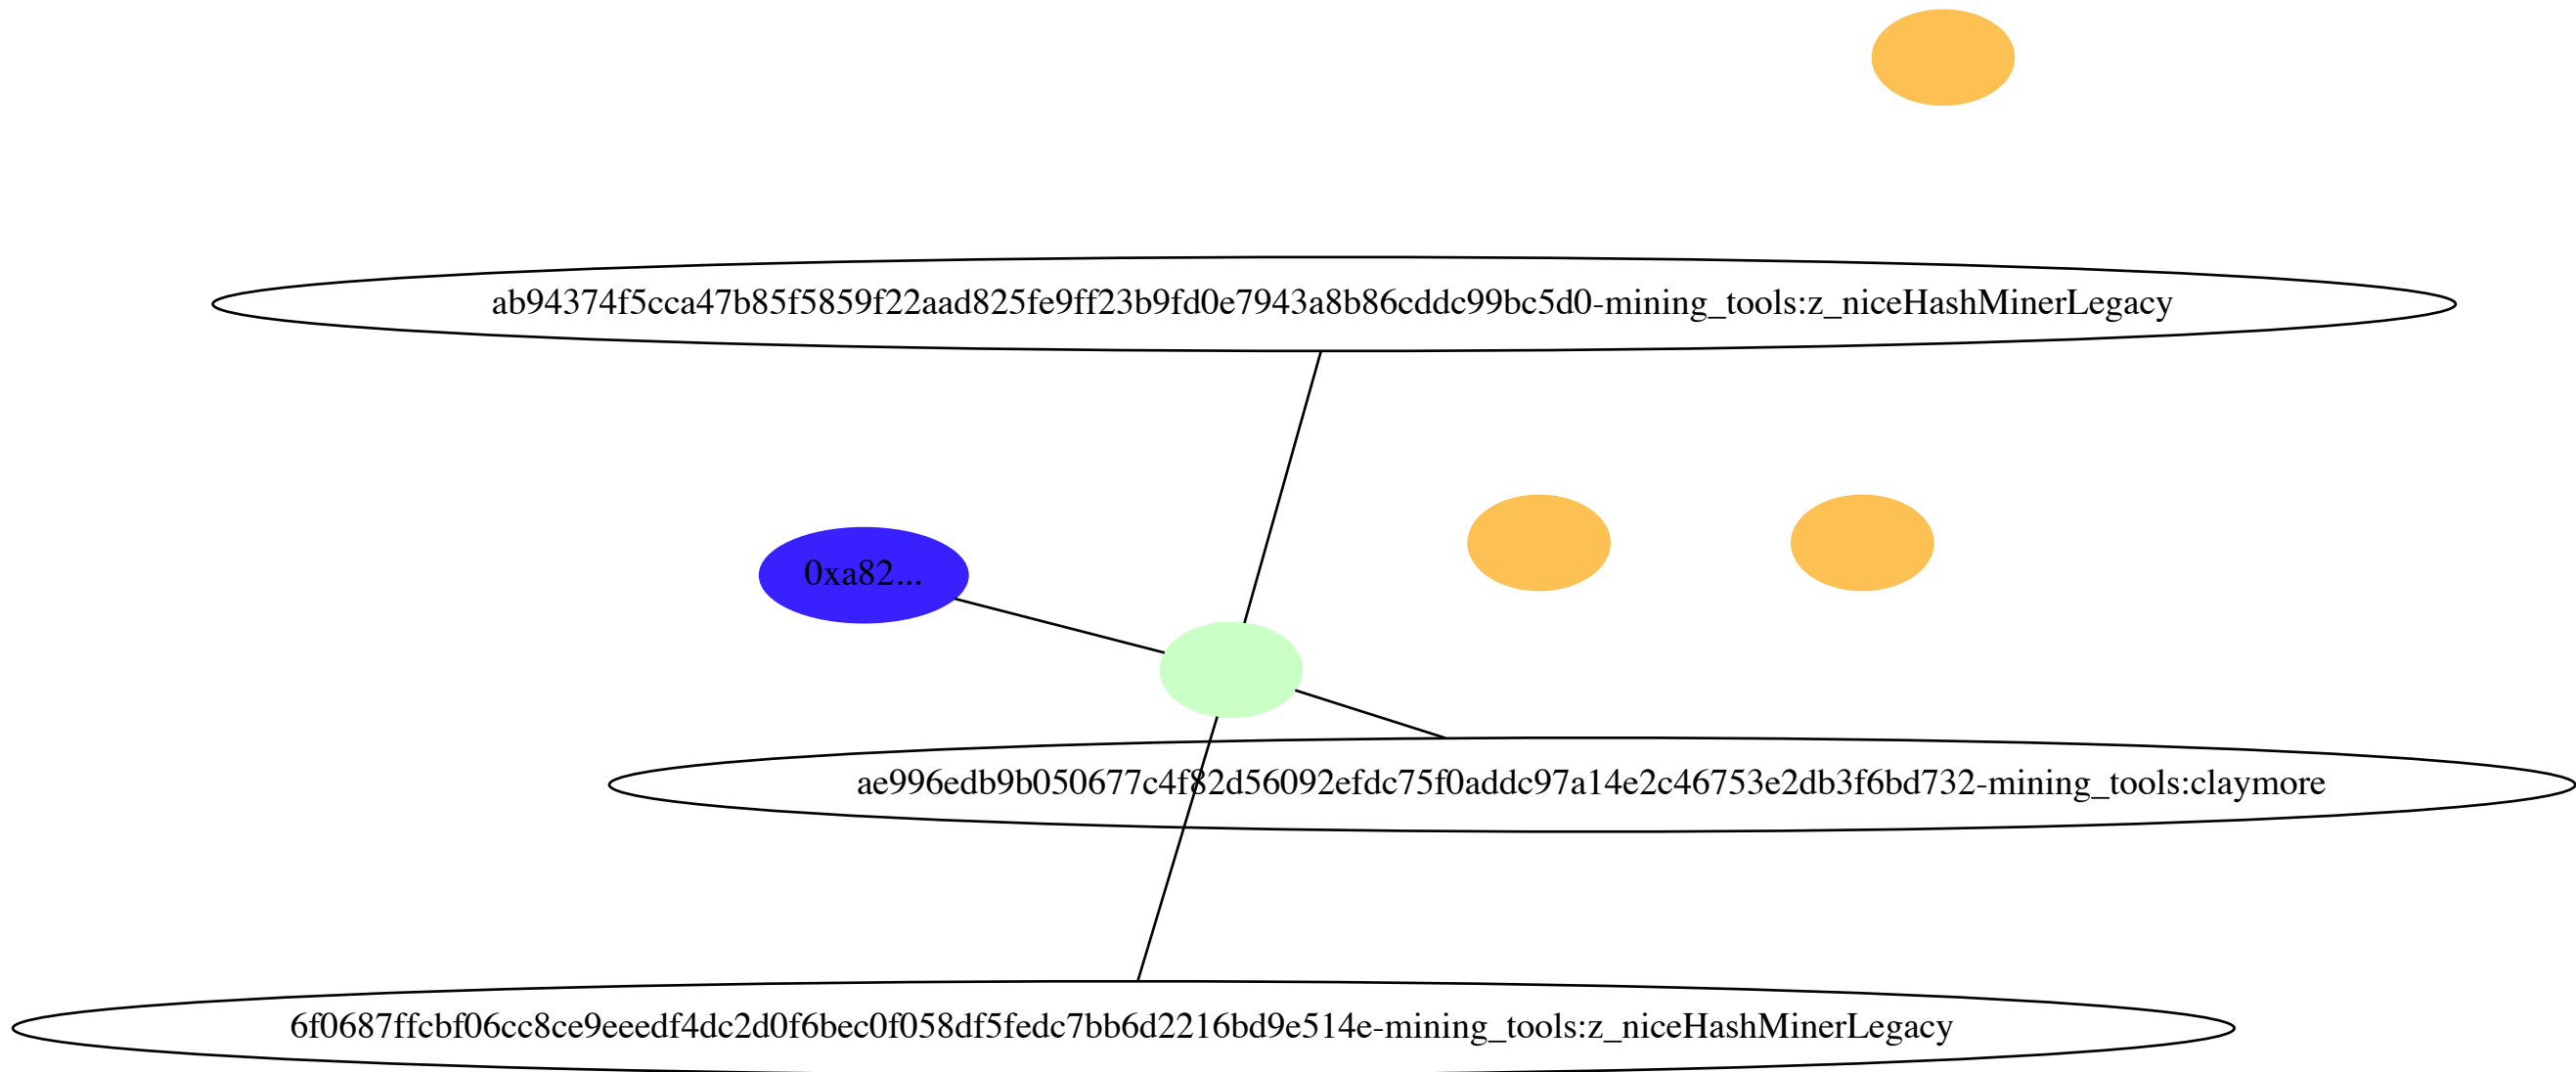 ab94374f5cca47b85f5859f22aad825fe9ff23b9fd0e7943a8b86cddc99bc5d0-mining_tools:z_niceHashMinerLegacy
0xa82...
ae996edb9b050677c4f82d56092efdc75f0addc97a14e2c46753e2db3f6bd732-mining_tools:claymore
6f0687ffcbf06cc8ce9eeedf4dc2d0f6bec0f058df5fedc7bb6d2216bd9e514e-mining_tools:z_niceHashMinerLegacy